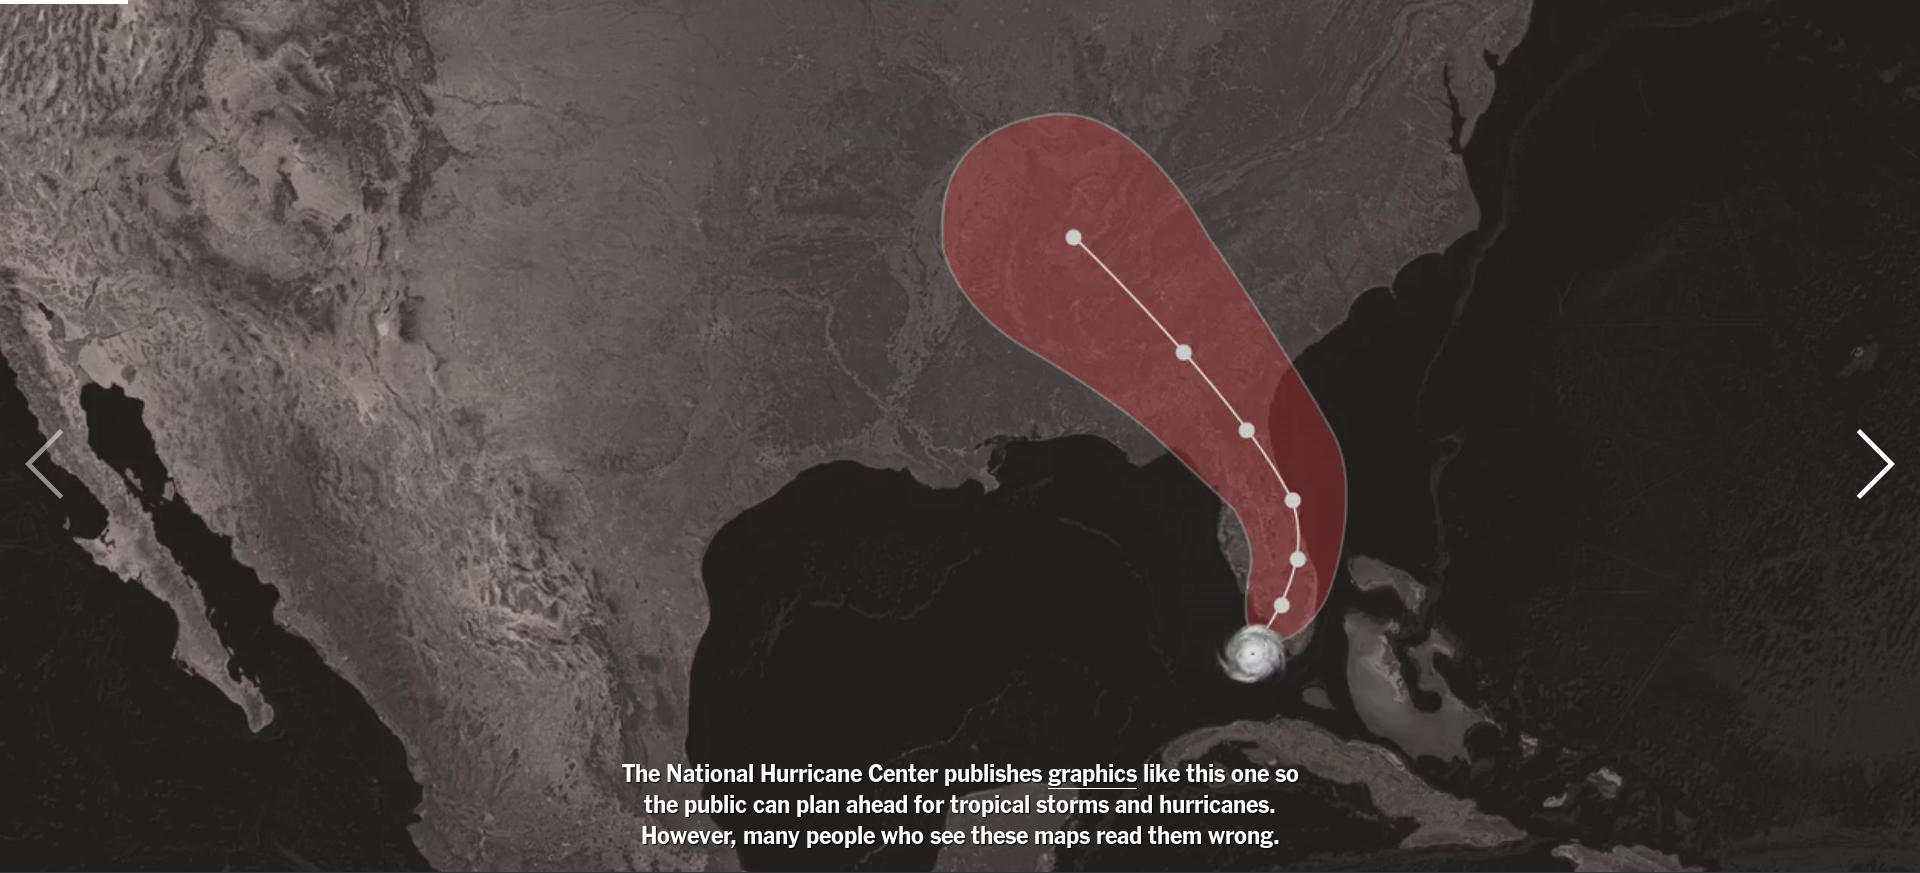 The National Hurricane Center publishes graphics like this one so
the public can plan ahead for tropical storms and hurricanes.
However, many people who see these maps read them wrong.